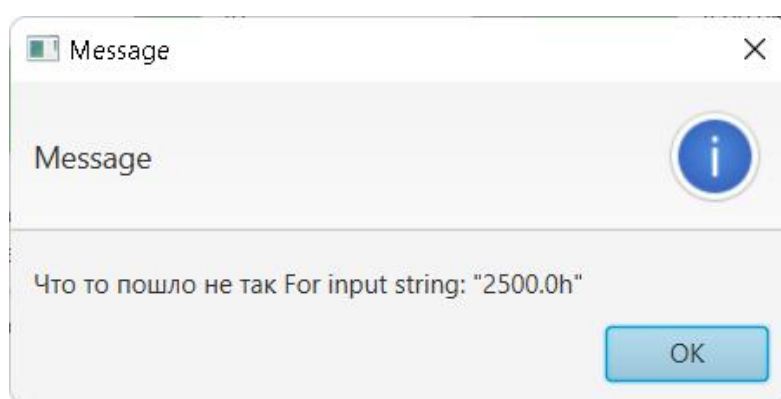 Message
Message
Что то пошло не так For input string: "2500.0h"
OK